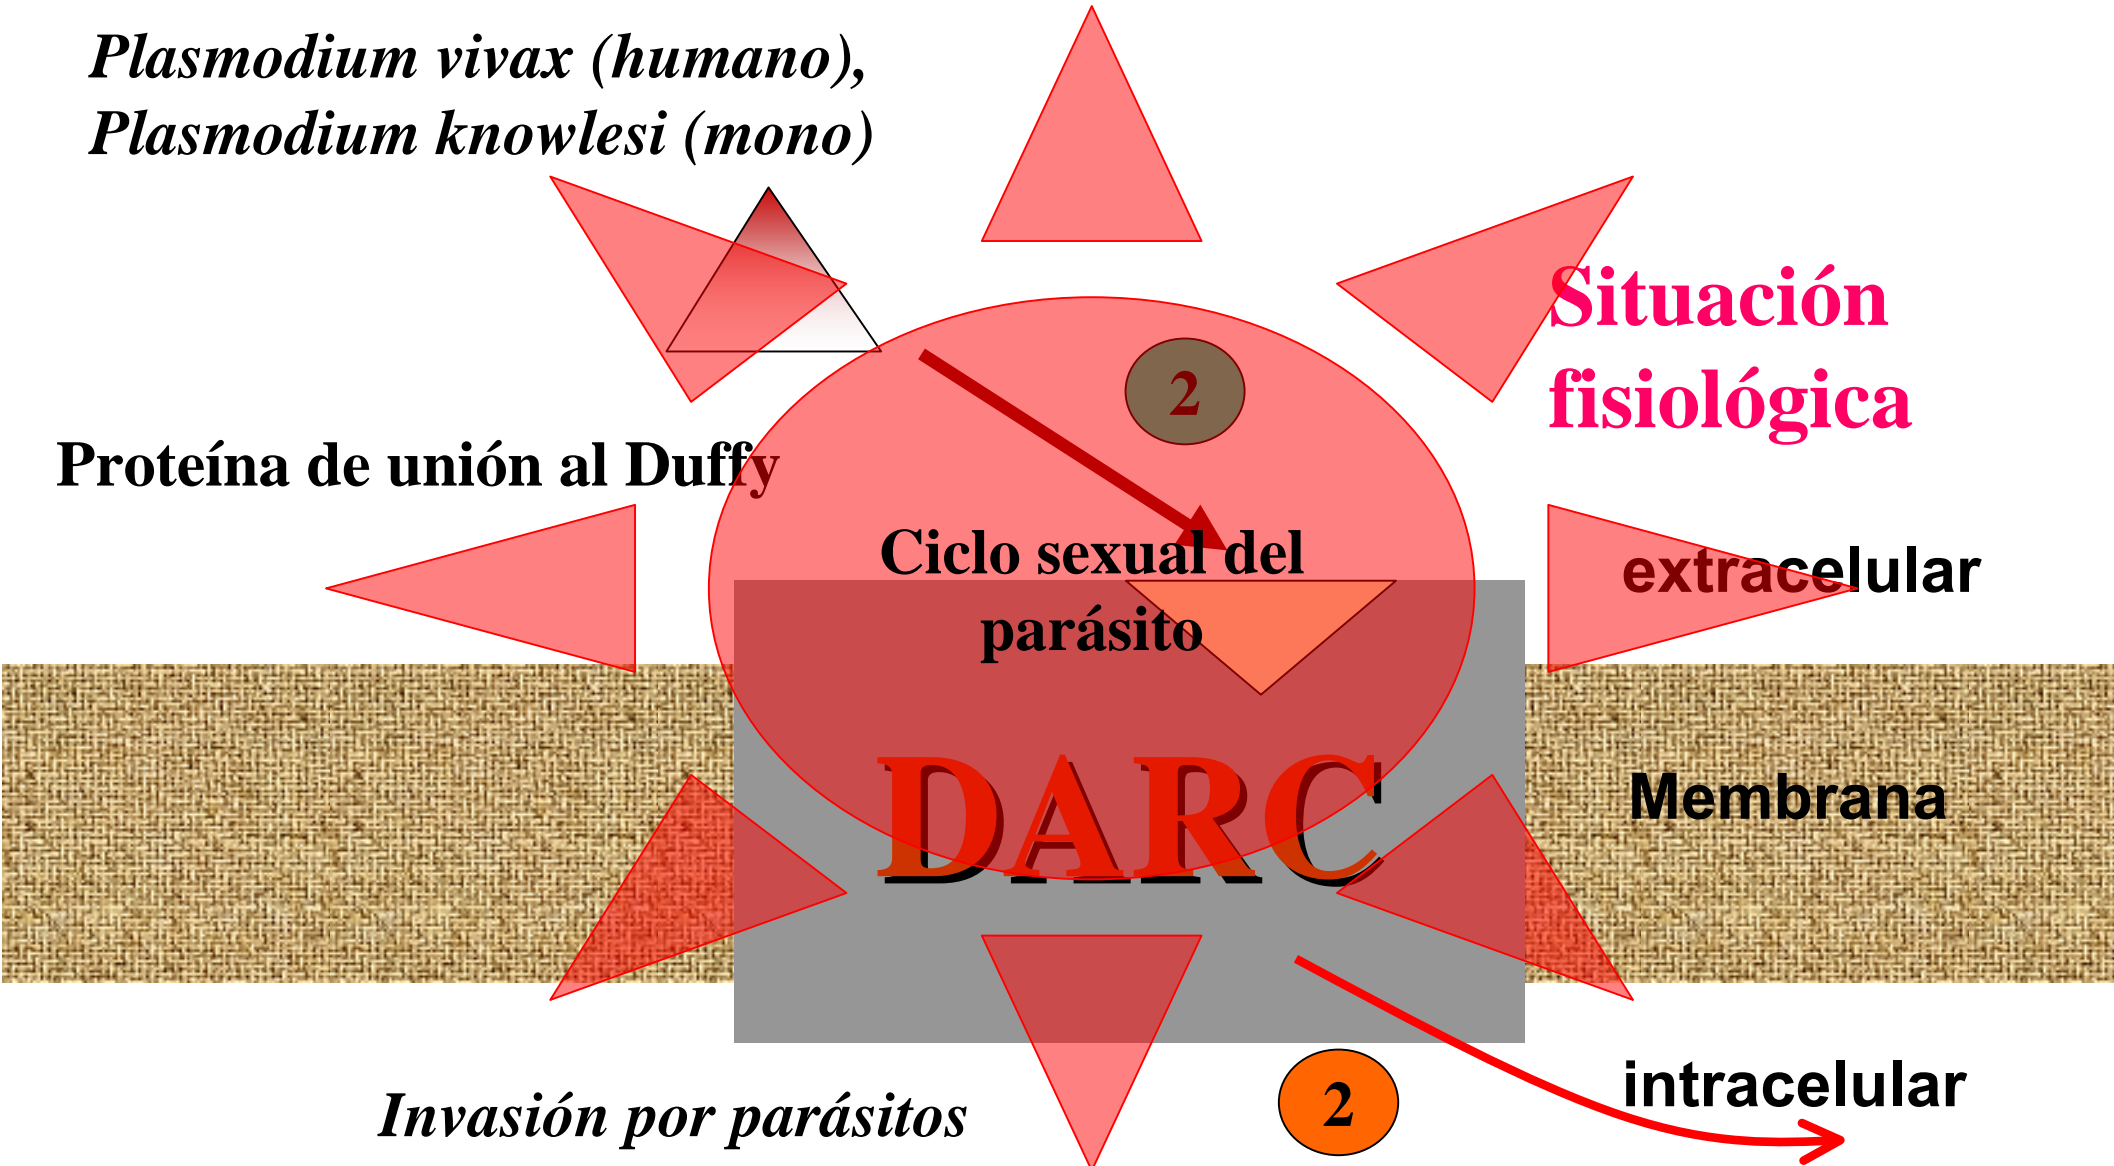 Plasmodium vivax (humano),
Plasmodium knowlesi (mono)
Situación
fisiológica
2
Proteína de unión al Duffy
Ciclo sexual del
parásito
extracelular
DARC
Membrana
intracelular
2
Invasión por parásitos